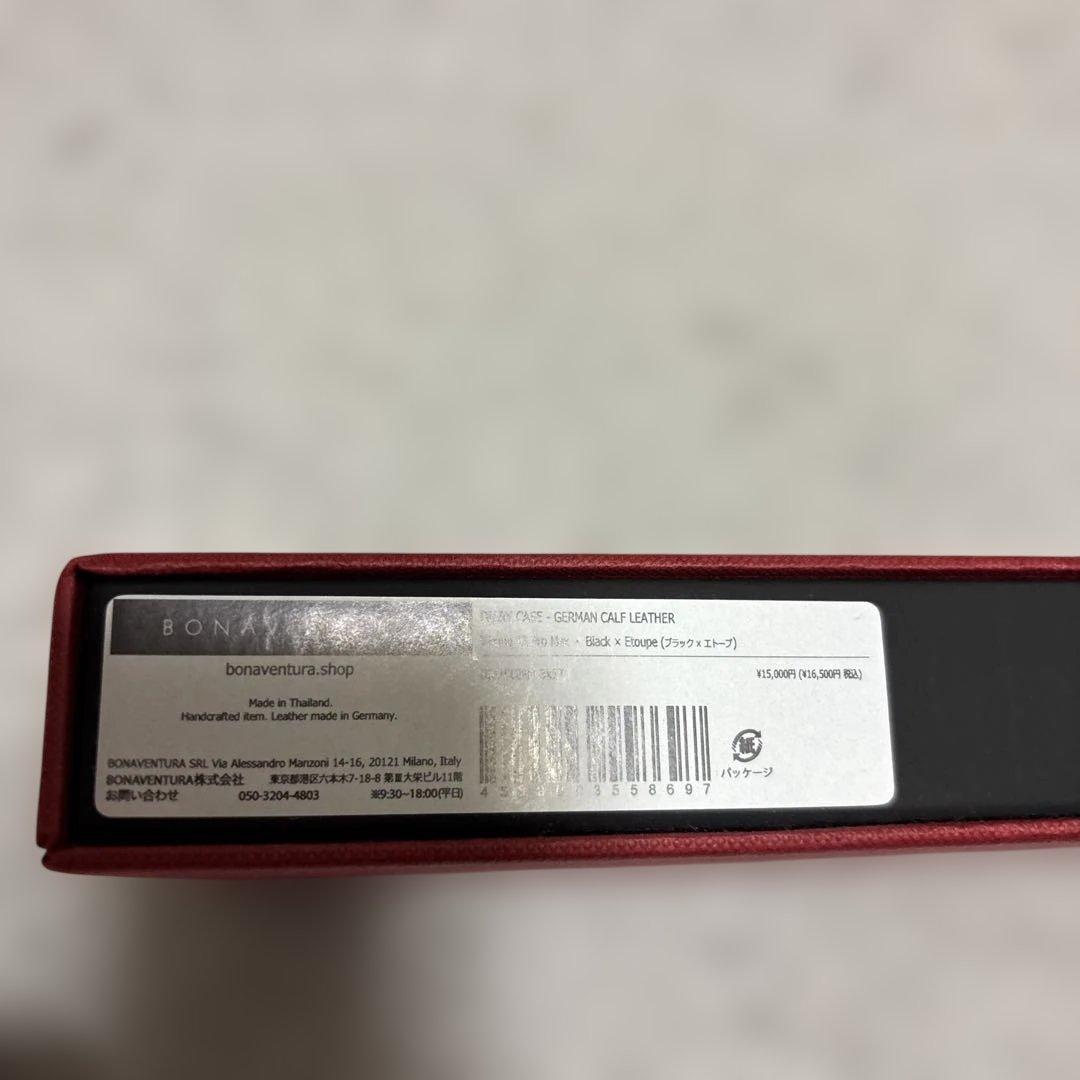 BONAVENTURA
bonaventura.shop
Made in Thailand.
Handcrafted item. Leather made in Germany.
BONAVENTURA SRL Via Alessandro Manzoni 14-16, 20121 Milano, Italy
BONAVENTURA株式会社 東京都港区六本木7-18-8 第Ⅲ大栄ビル11階
お問い合わせ 050-3204-4803 ※9:30~18:00(平日)
CASE - GERMAN CALF LEATHER
Pro Max • Black × Etoupe (ブラック x エトープ)
¥15,000円 (¥16,500円 税込)
紙
パッケージ
03558697